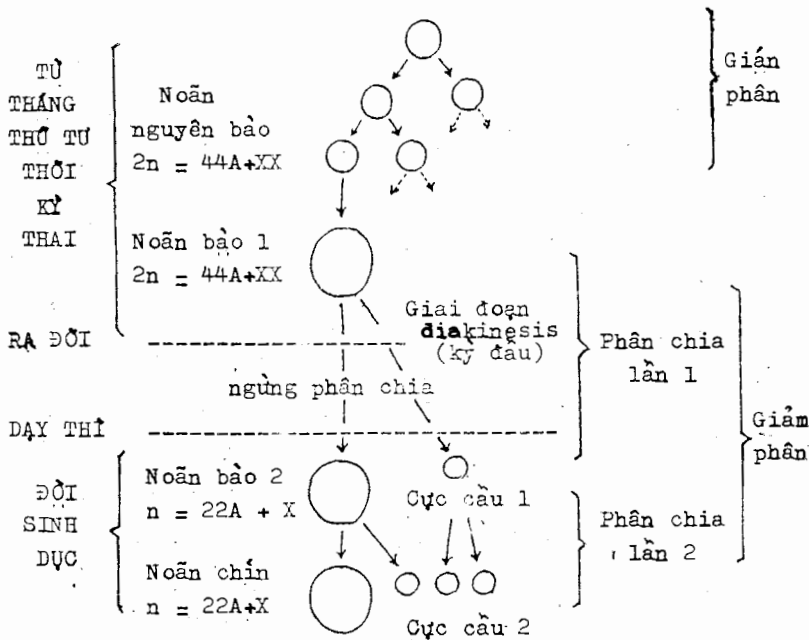 TỪ
THÁNG
THỨ TƯ
THỜI
KỲ
THAI
Noãn
nguyên bào
2n = 44A+XX
Gián
phân
Noãn bào 1
2n = 44A+XX
RA ĐỜI
Giai đoạn
diakinesis
(kỳ đầu)
ngừng phân chia
Phân chia
lần 1
DẠY THÌ
Giảm
phân
ĐỜI
SINH
DỤC
Noãn bào 2
n = 22A + X
Cực cầu 1
Phân chia
lần 2
Noãn chín
n = 22A+X
Cực cầu 2